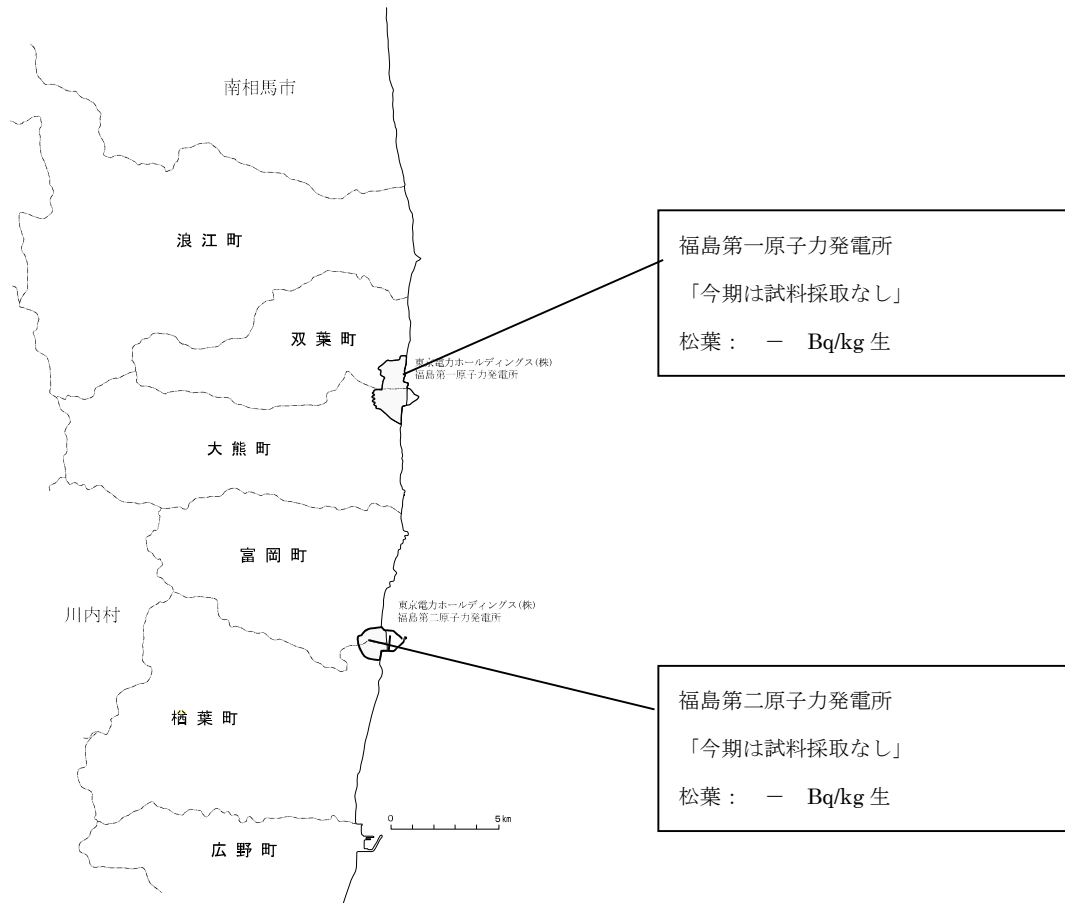 南相馬市
浪江町
福島第一原子力発電所
「今期は試料採取なし」
松葉： － Bq/kg 生
双葉町
東京電力ホールディングス(株)
福島第一原子力発電所
大熊町
富岡町
東京電力ホールディングス(株)
福島第二原子力発電所
川内村
福島第二原子力発電所
「今期は試料採取なし」
松葉： － Bq/kg 生
楢葉町
0 5km
広野町